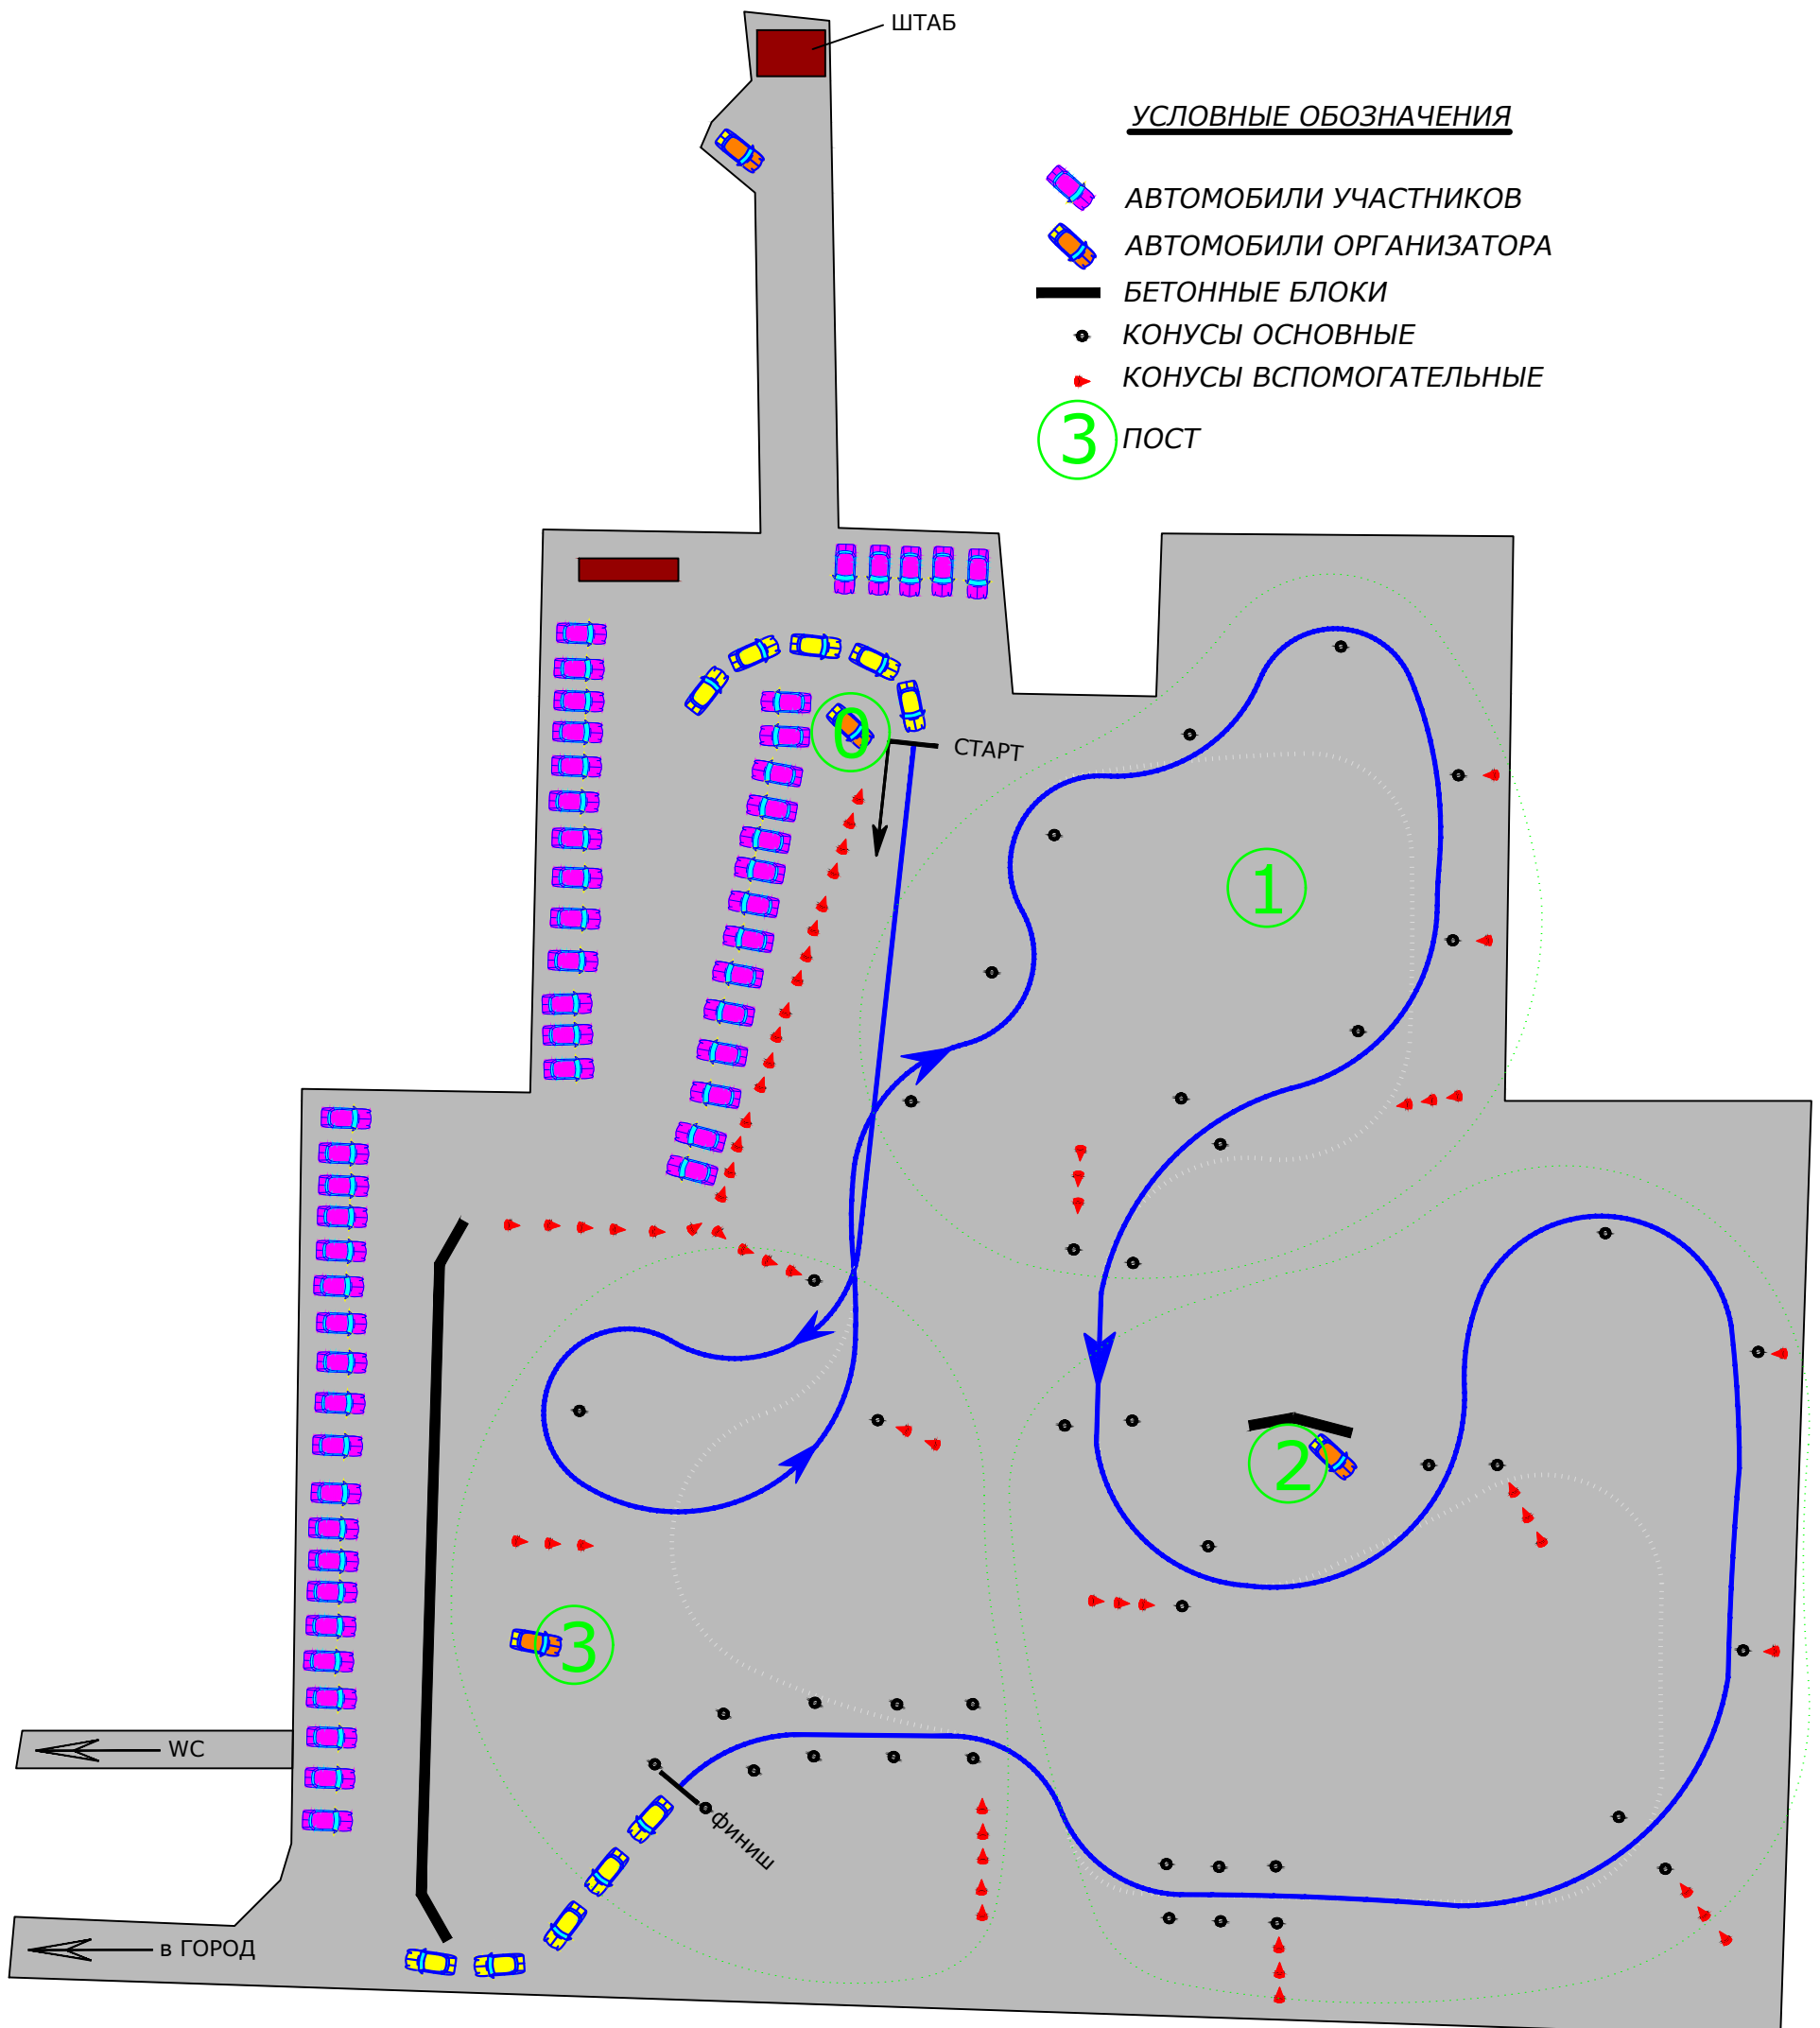 ШТАБ
УСЛОВНЫЕ ОБОЗНАЧЕНИЯ
АВТОМОБИЛИ УЧАСТНИКОВ
АВТОМОБИЛИ ОРГАНИЗАТОРА
БЕТОННЫЕ БЛОКИ
КОНУСЫ ОСНОВНЫЕ
КОНУСЫ ВСПОМОГАТЕЛЬНЫЕ
3 ПОСТ
0
СТАРТ
1
2
3
WC
финиш
в ГОРОД